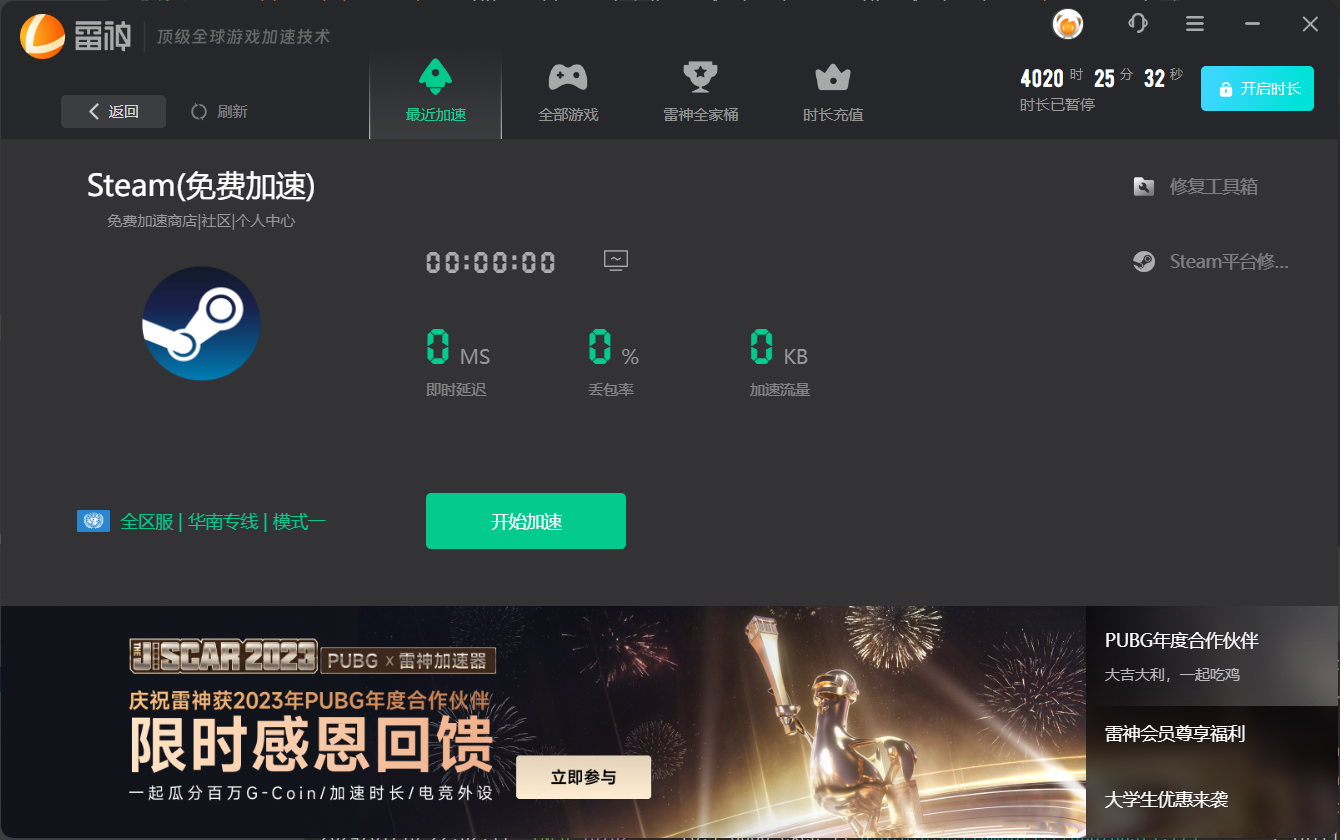 雷神 顶级全球游戏加速技术
返回 刷新
最近加速 全部游戏 雷神全家桶 时长充值
4020 时 25 分 32 秒
时长已暂停
开启时长
Steam(免费加速)
免费加速商店|社区|个人中心
修复工具箱
Steam平台修...
00:00:00
0 MS 0 % 0 KB
即时延迟 丢包率 加速流量
全区服 | 华南专线 | 模式一
开始加速
THE JISCAR 2023 PUBG × 雷神加速器
庆祝雷神获2023年PUBG年度合作伙伴
限时感恩回馈
一起瓜分百万G-Coin/加速时长/电竞外设
立即参与
PUBG年度合作伙伴
大吉大利，一起吃鸡
雷神会员尊享福利
大学生优惠来袭